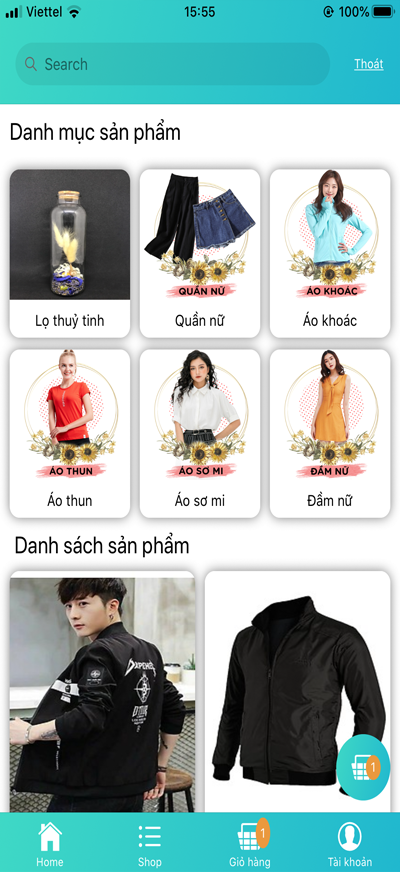 Viettel
15:55
100%
Search
Thoát
Danh mục sản phẩm
QUẦN NỮ
ÁO KHOÁC
Lọ thuỷ tinh
Quần nữ
Áo khoác
ÁO THUN
ÁO SƠ MI
ĐẦM NỮ
Áo thun
Áo sơ mi
Đầm nữ
Danh sách sản phẩm
1
1
Home
Shop
Giỏ hàng
Tài khoản